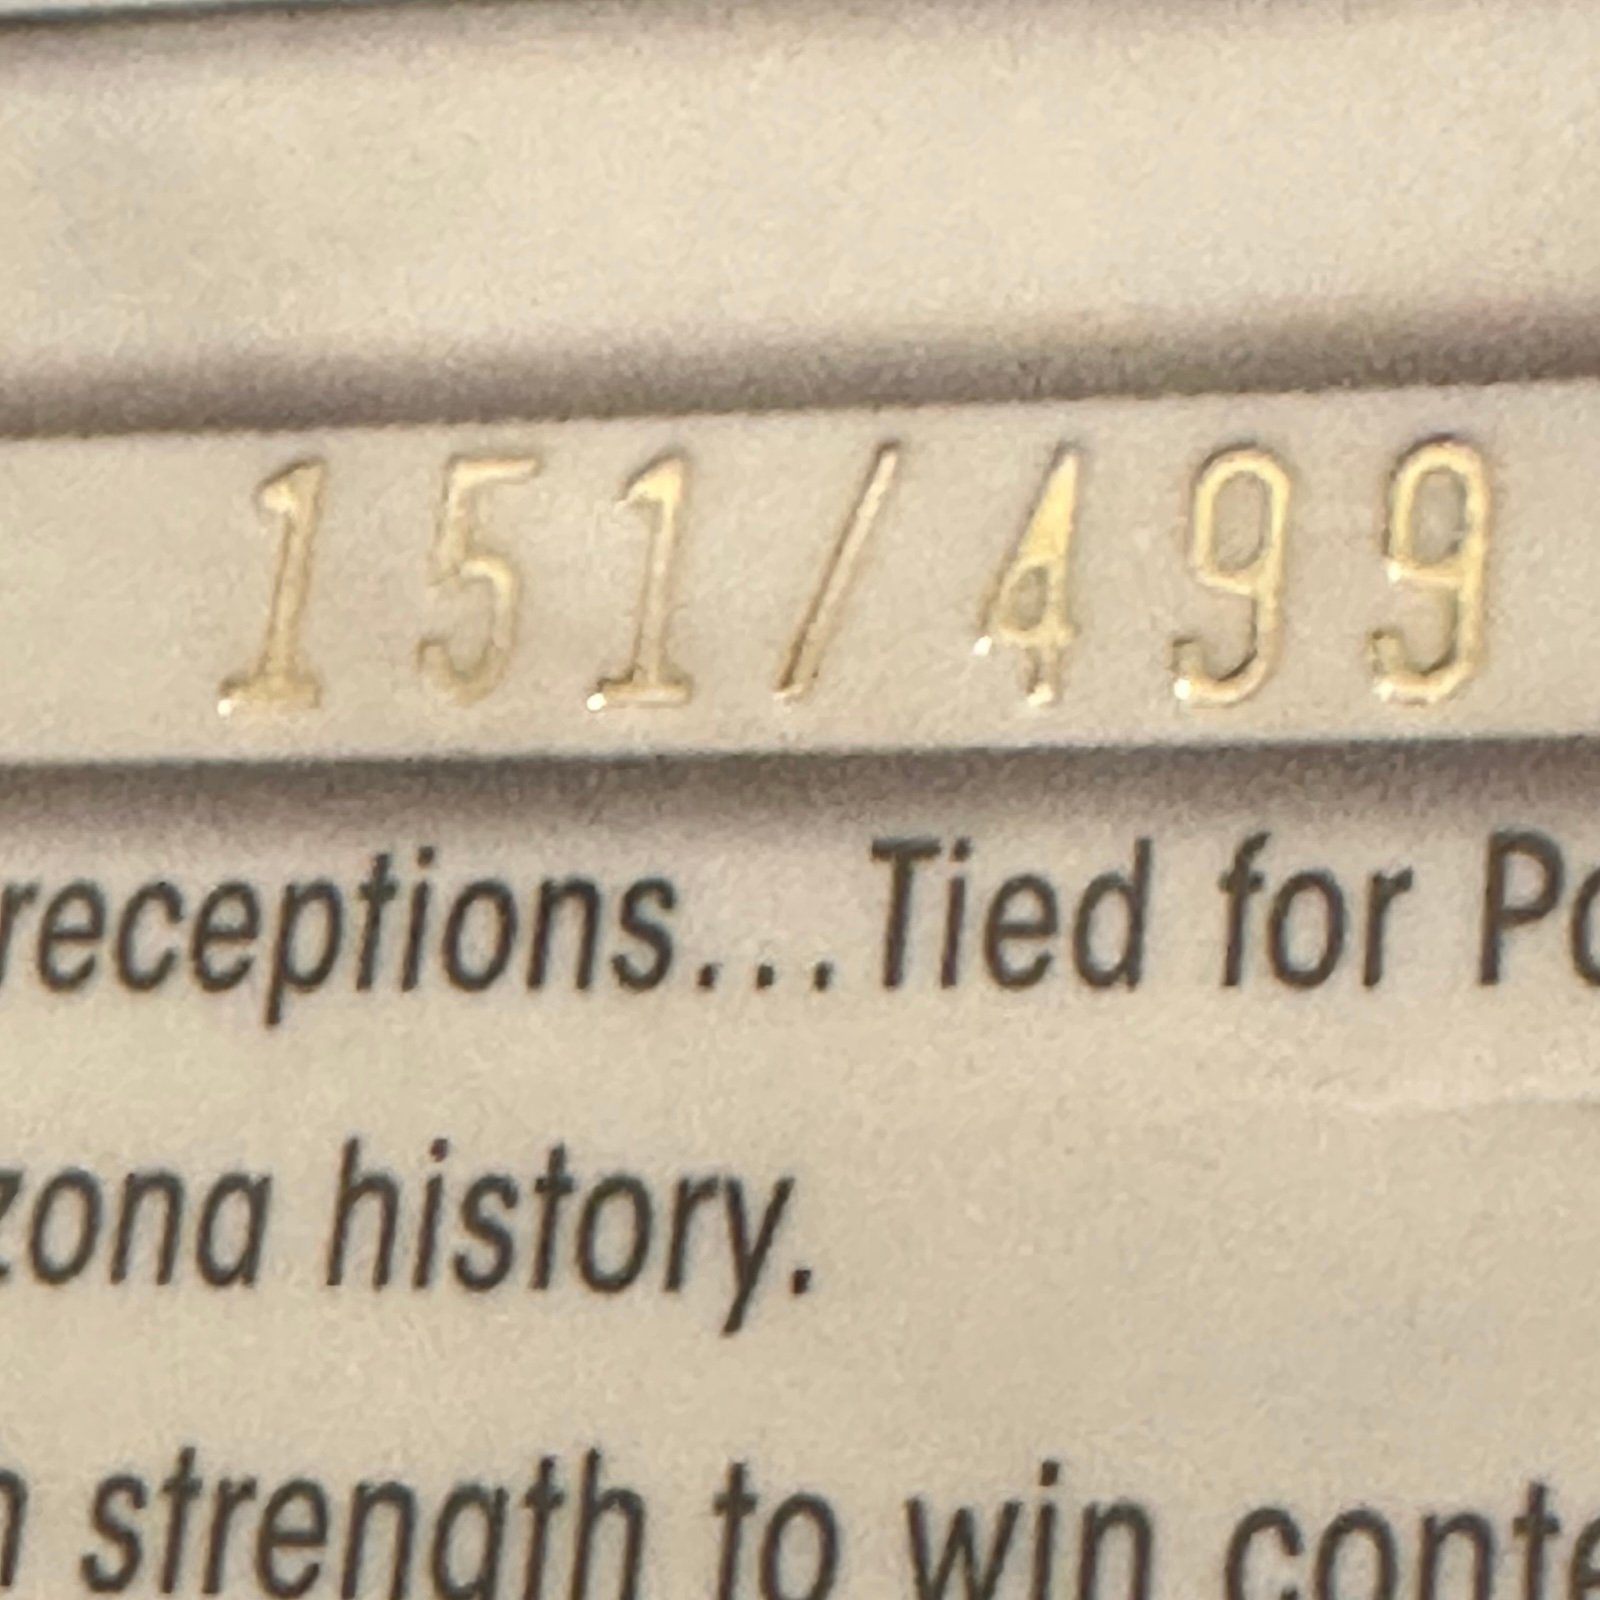 151/499
receptions...Tied for
zona history.
strength to win